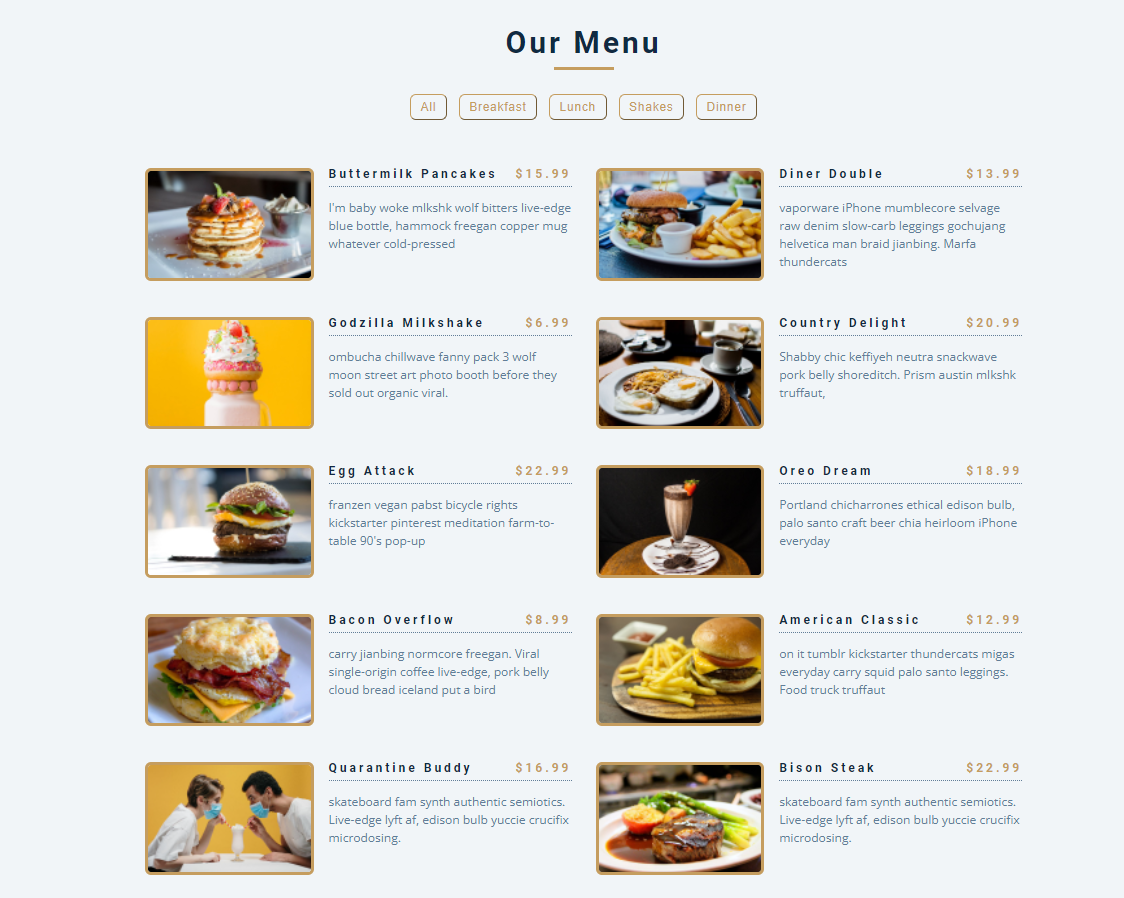 Our Menu
All Breakfast Lunch Shakes Dinner
Buttermilk Pancakes $15.99
I'm baby woke mlkshk wolf bitters live-edge
blue bottle, hammock freegan copper mug
whatever cold-pressed
Diner Double $13.99
vaporware iPhone mumblecore selvage
raw denim slow-carb leggings gochujang
helvetica man braid jianbing. Marfa
thundercats
Godzilla Milkshake $6.99
ombucha chillwave fanny pack 3 wolf
moon street art photo booth before they
sold out organic viral.
Country Delight $20.99
Shabby chic keffiyeh neutra snackwave
pork belly shoreditch. Prism austin mlkshk
truffaut,
Egg Attack $22.99
franzen vegan pabst bicycle rights
kickstarter pinterest meditation farm-to-
table 90's pop-up
Oreo Dream $18.99
Portland chicharrones ethical edison bulb,
palo santo craft beer chia heirloom iPhone
everyday
Bacon Overflow $8.99
carry jianbing normcore freegan. Viral
single-origin coffee live-edge, pork belly
cloud bread iceland put a bird
American Classic $12.99
on it tumblr kickstarter thundercats migas
everyday carry squid palo santo leggings.
Food truck truffaut
Quarantine Buddy $16.99
skateboard fam synth authentic semiotics.
Live-edge lyft af, edison bulb yuccie crucifix
microdosing.
Bison Steak $22.99
skateboard fam synth authentic semiotics.
Live-edge lyft af, edison bulb yuccie crucifix
microdosing.